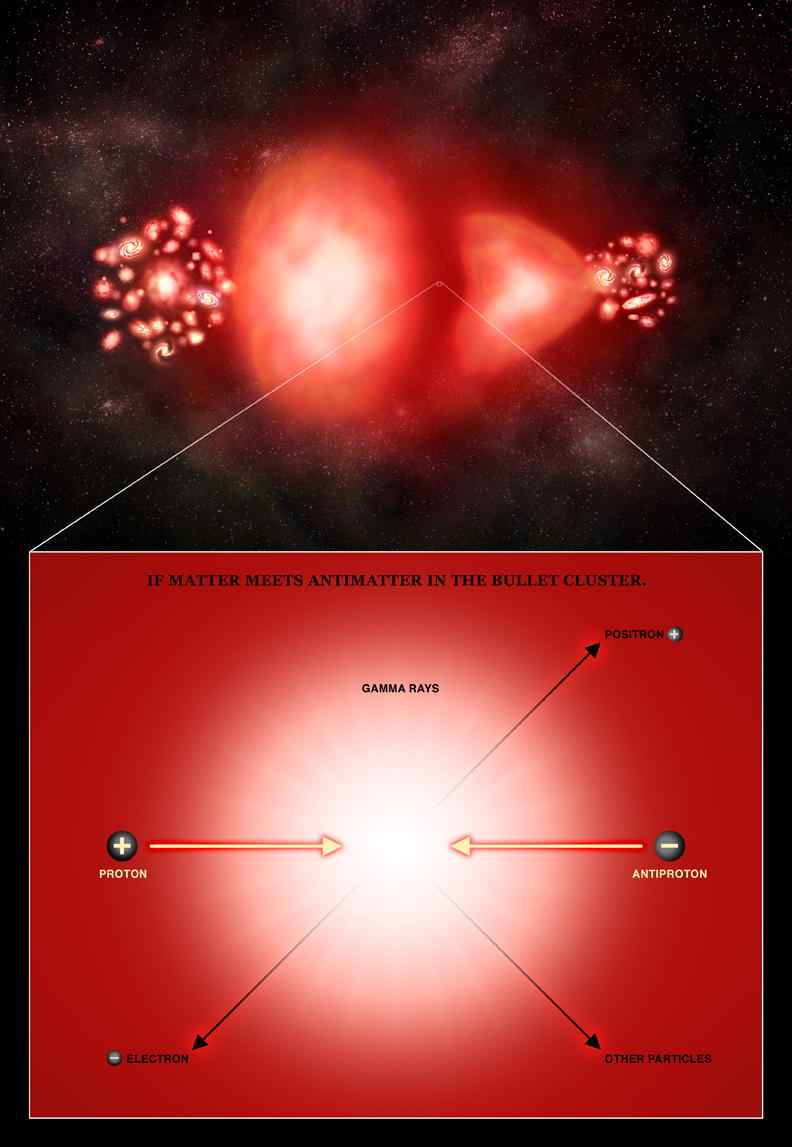 IF MATTER MEETS ANTIMATTER IN THE BULLET CLUSTER.
POSITRON +
GAMMA RAYS
+
−
PROTON
ANTIPROTON
− ELECTRON
OTHER PARTICLES